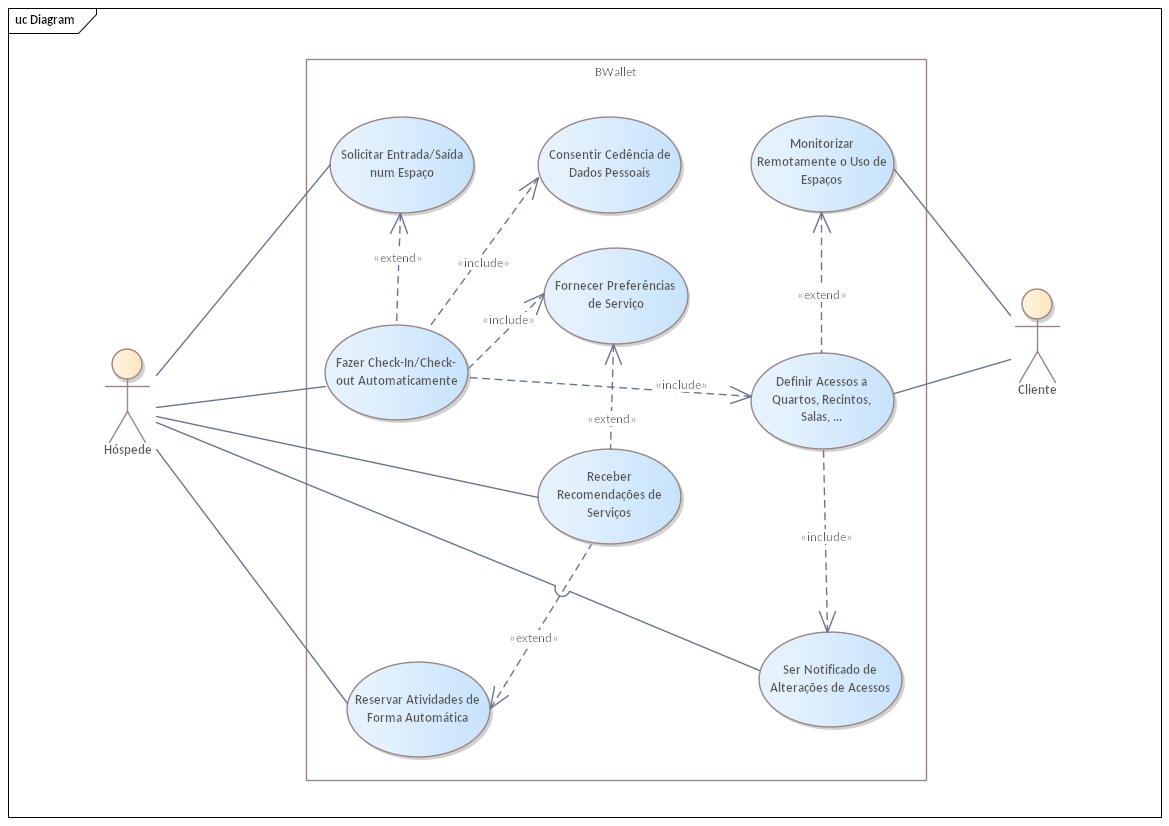 uc Diagram
BWallet
Solicitar Entrada/Saída
num Espaço
Consentir Cedência de
Dados Pessoais
Monitorizar
Remotamente o Uso de
Espaços
«extend»
«include»
Fornecer Preferências
de Serviço
«extend»
«include»
Fazer Check-In/Check-
out Automaticamente
«include»
Definir Acessos a
Quartos, Recintos,
Salas, ...
Cliente
«extend»
Hóspede
Receber
Recomendações de
Serviços
«include»
«extend»
Ser Notificado de
Alterações de Acessos
Reservar Atividades de
Forma Automática